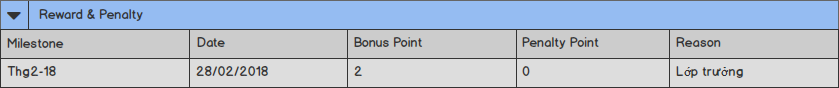 Reward & Penalty
Milestone Date Bonus Point Penalty Point Reason
Thg2-18 28/02/2018 2 0 Lớp trưởng